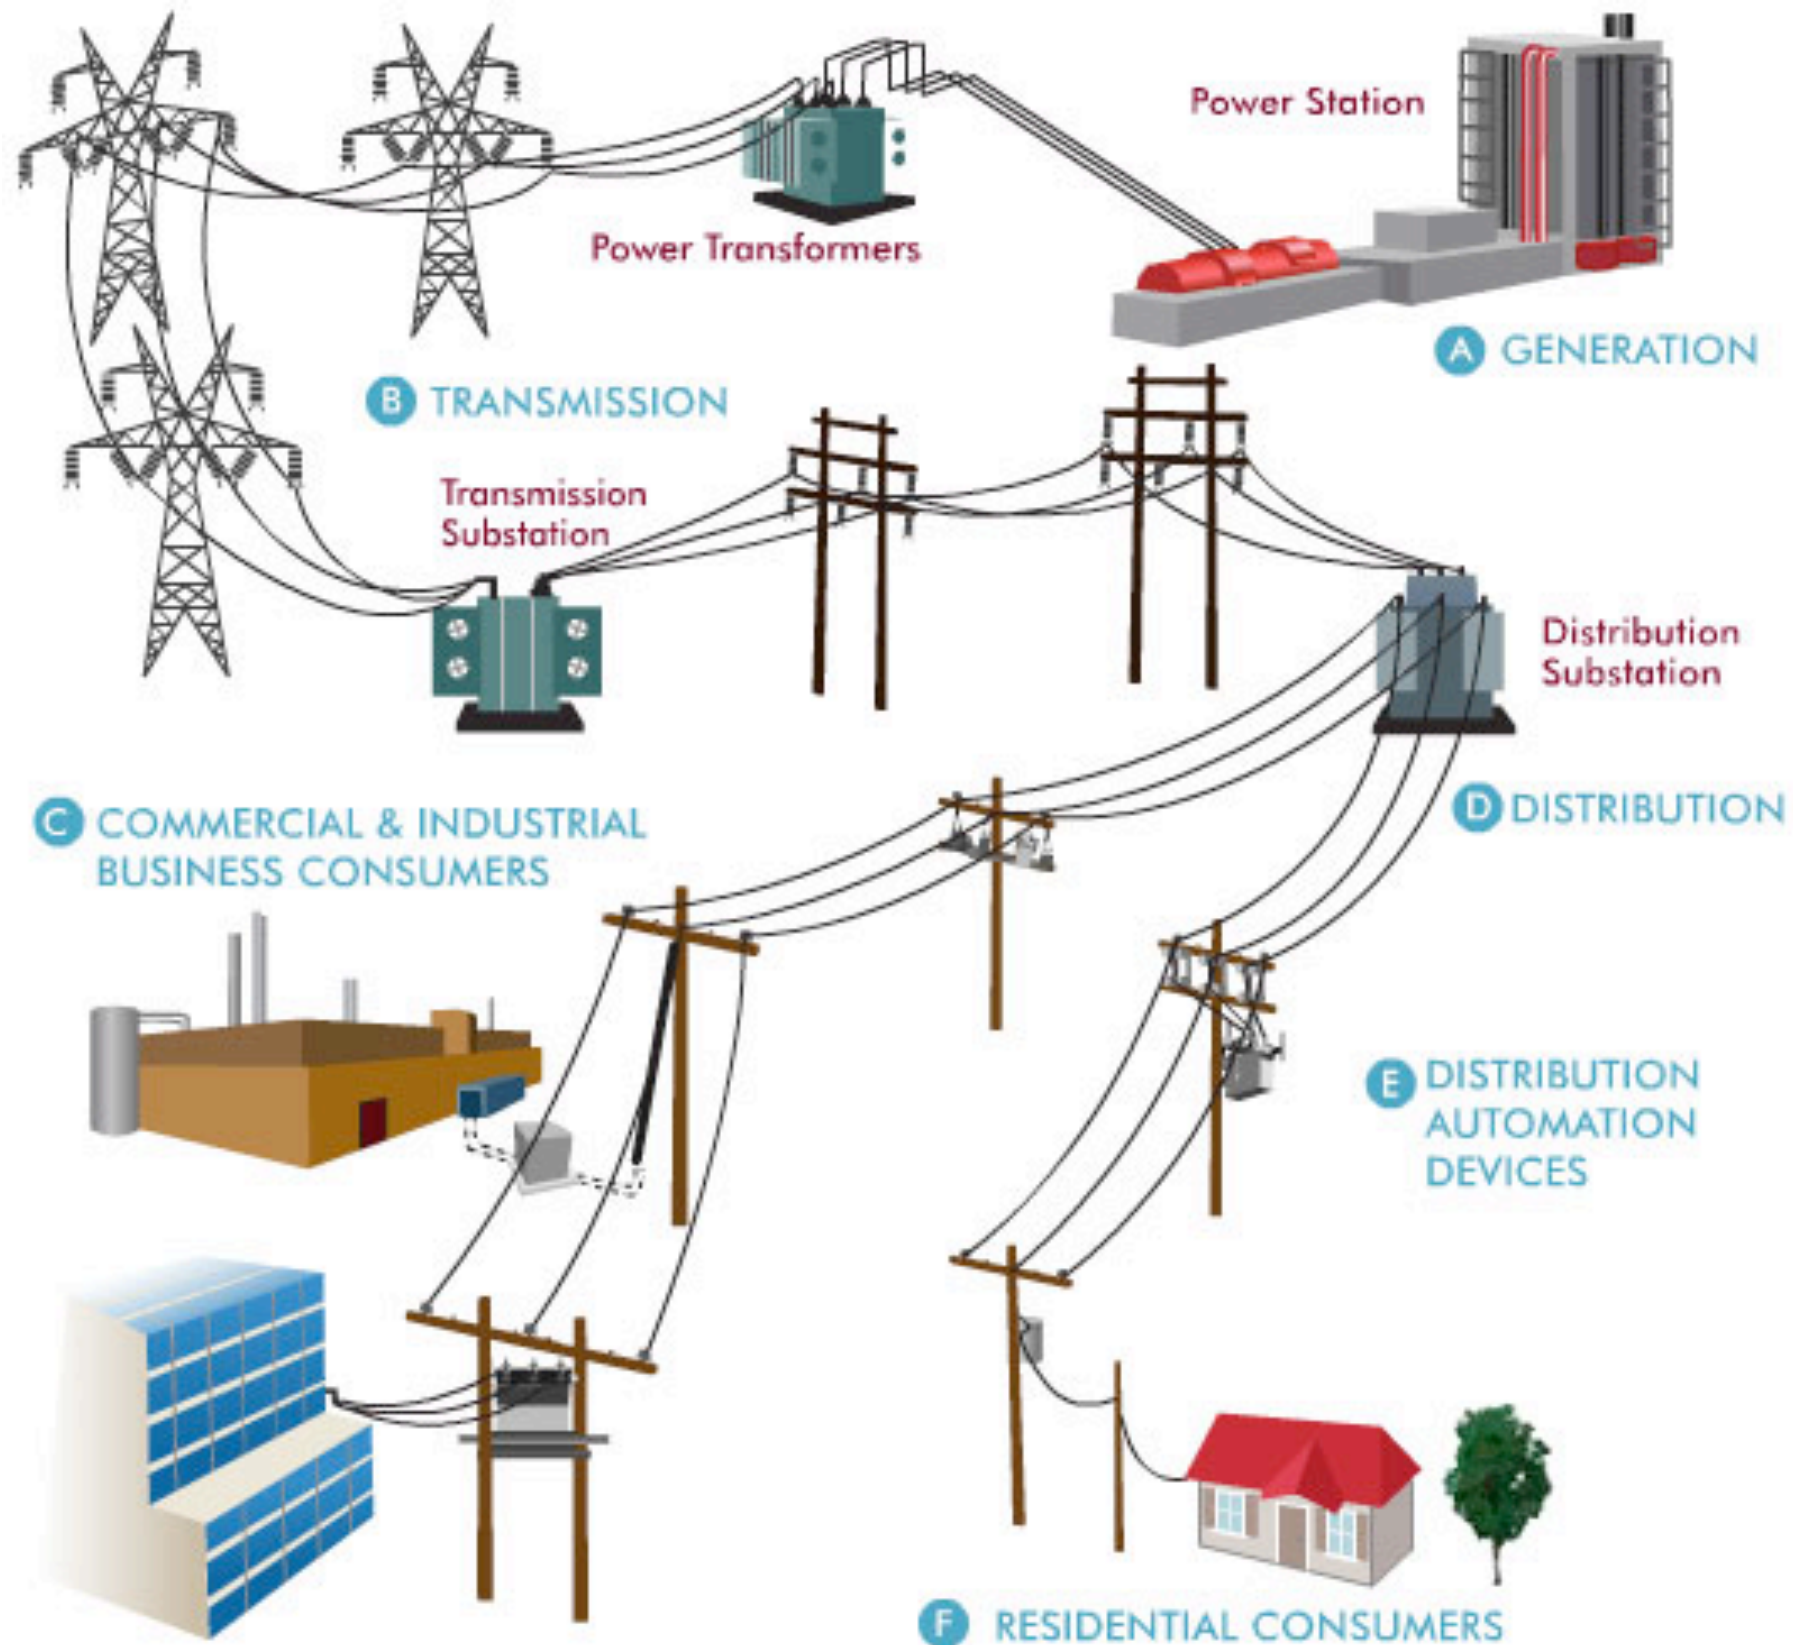 Power Station
Power Transformers
A GENERATION
B TRANSMISSION
Transmission
Substation
Distribution
Substation
C COMMERCIAL & INDUSTRIAL
BUSINESS CONSUMERS
D DISTRIBUTION
E DISTRIBUTION
AUTOMATION
DEVICES
F RESIDENTIAL CONSUMERS